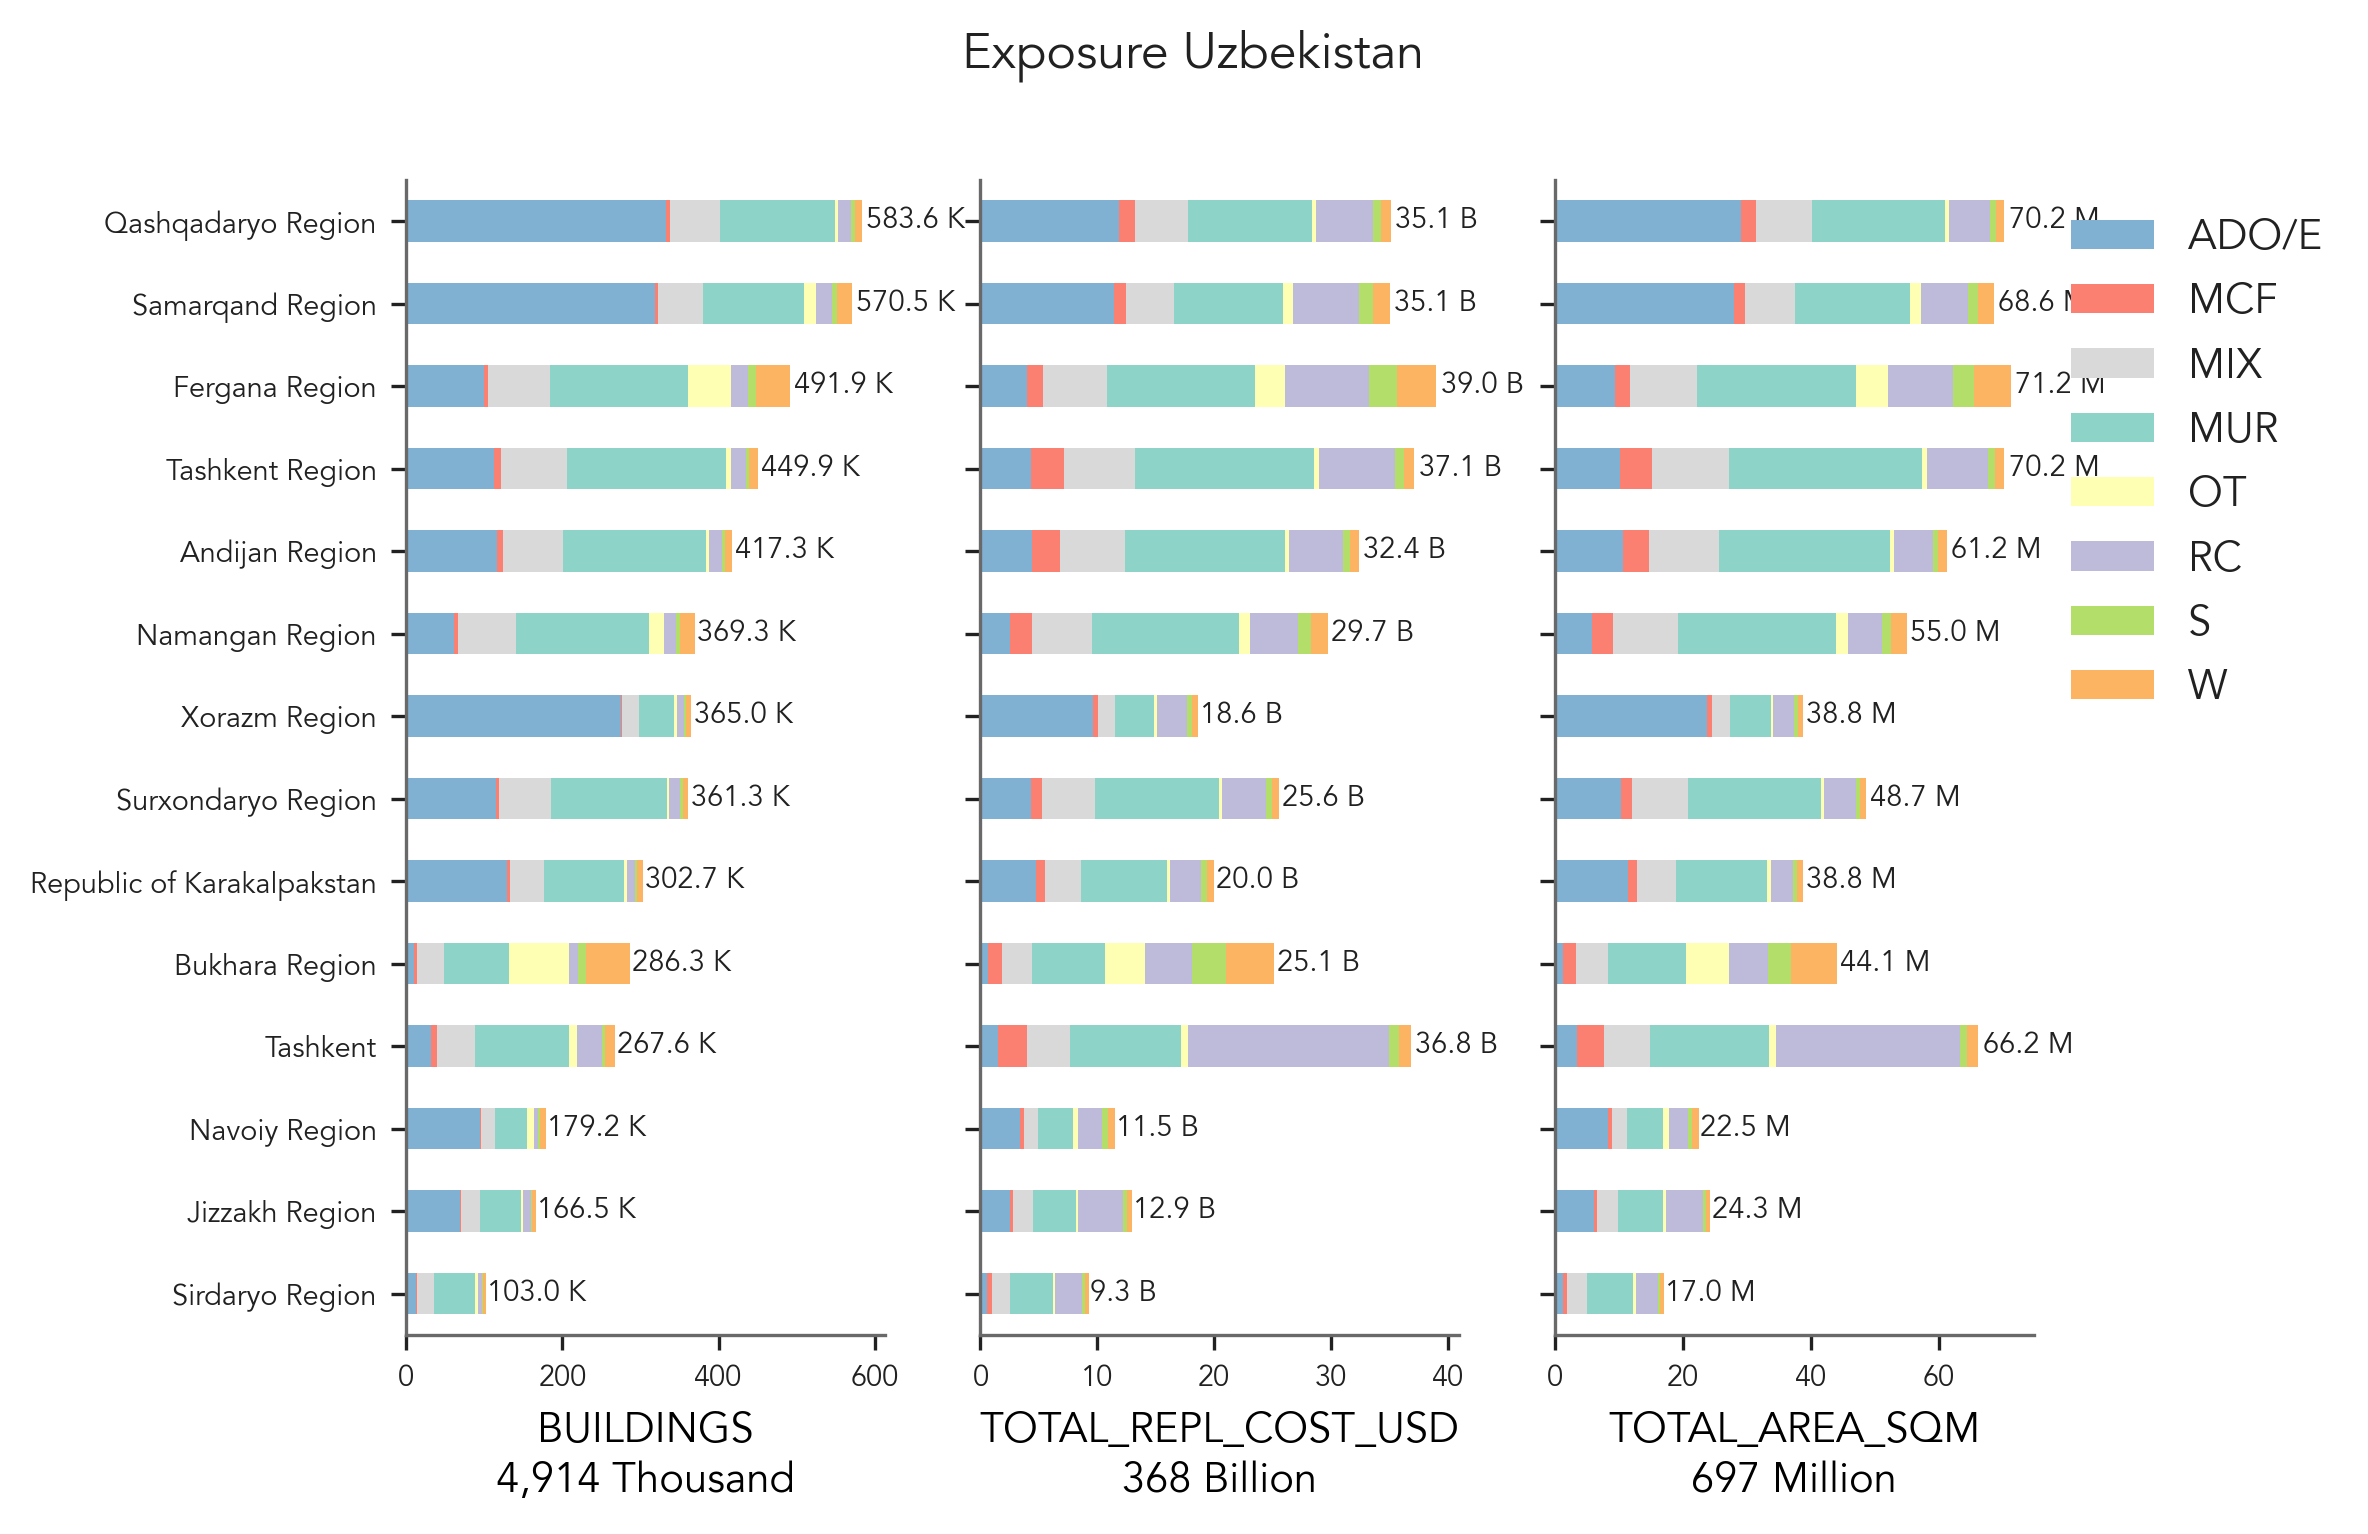 Exposure Uzbekistan
Qashqadaryo Region 583.6 K 35.1 B 70.2 M
Samarqand Region 570.5 K 35.1 B 68.6 M
Fergana Region 491.9 K 39.0 B 71.2 M
Tashkent Region 449.9 K 37.1 B 70.2 M
Andijan Region 417.3 K 32.4 B 61.2 M
Namangan Region 369.3 K 29.7 B 55.0 M
Xorazm Region 365.0 K 18.6 B 38.8 M
Surxondaryo Region 361.3 K 25.6 B 48.7 M
Republic of Karakalpakstan 302.7 K 20.0 B 38.8 M
Bukhara Region 286.3 K 25.1 B 44.1 M
Tashkent 267.6 K 36.8 B 66.2 M
Navoiy Region 179.2 K 11.5 B 22.5 M
Jizzakh Region 166.5 K 12.9 B 24.3 M
Sirdaryo Region 103.0 K 9.3 B 17.0 M
0 200 400 600
BUILDINGS
4,914 Thousand
0 10 20 30 40
TOTAL_REPL_COST_USD
368 Billion
0 20 40 60
TOTAL_AREA_SQM
697 Million
ADO/E
MCF
MIX
MUR
OT
RC
S
W